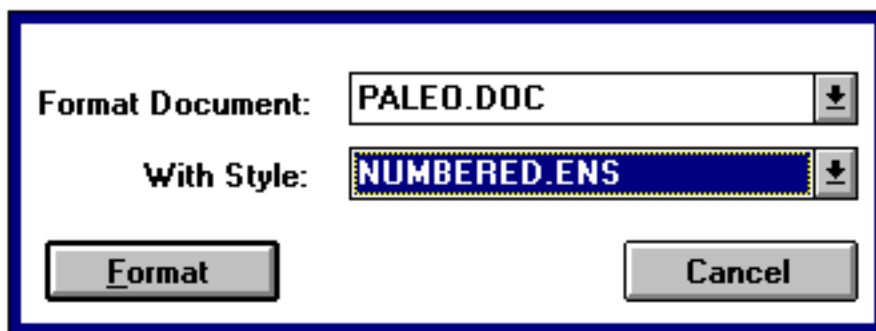 Format Document: PALEO.DOC
With Style: NUMBERED.ENS
Format Cancel